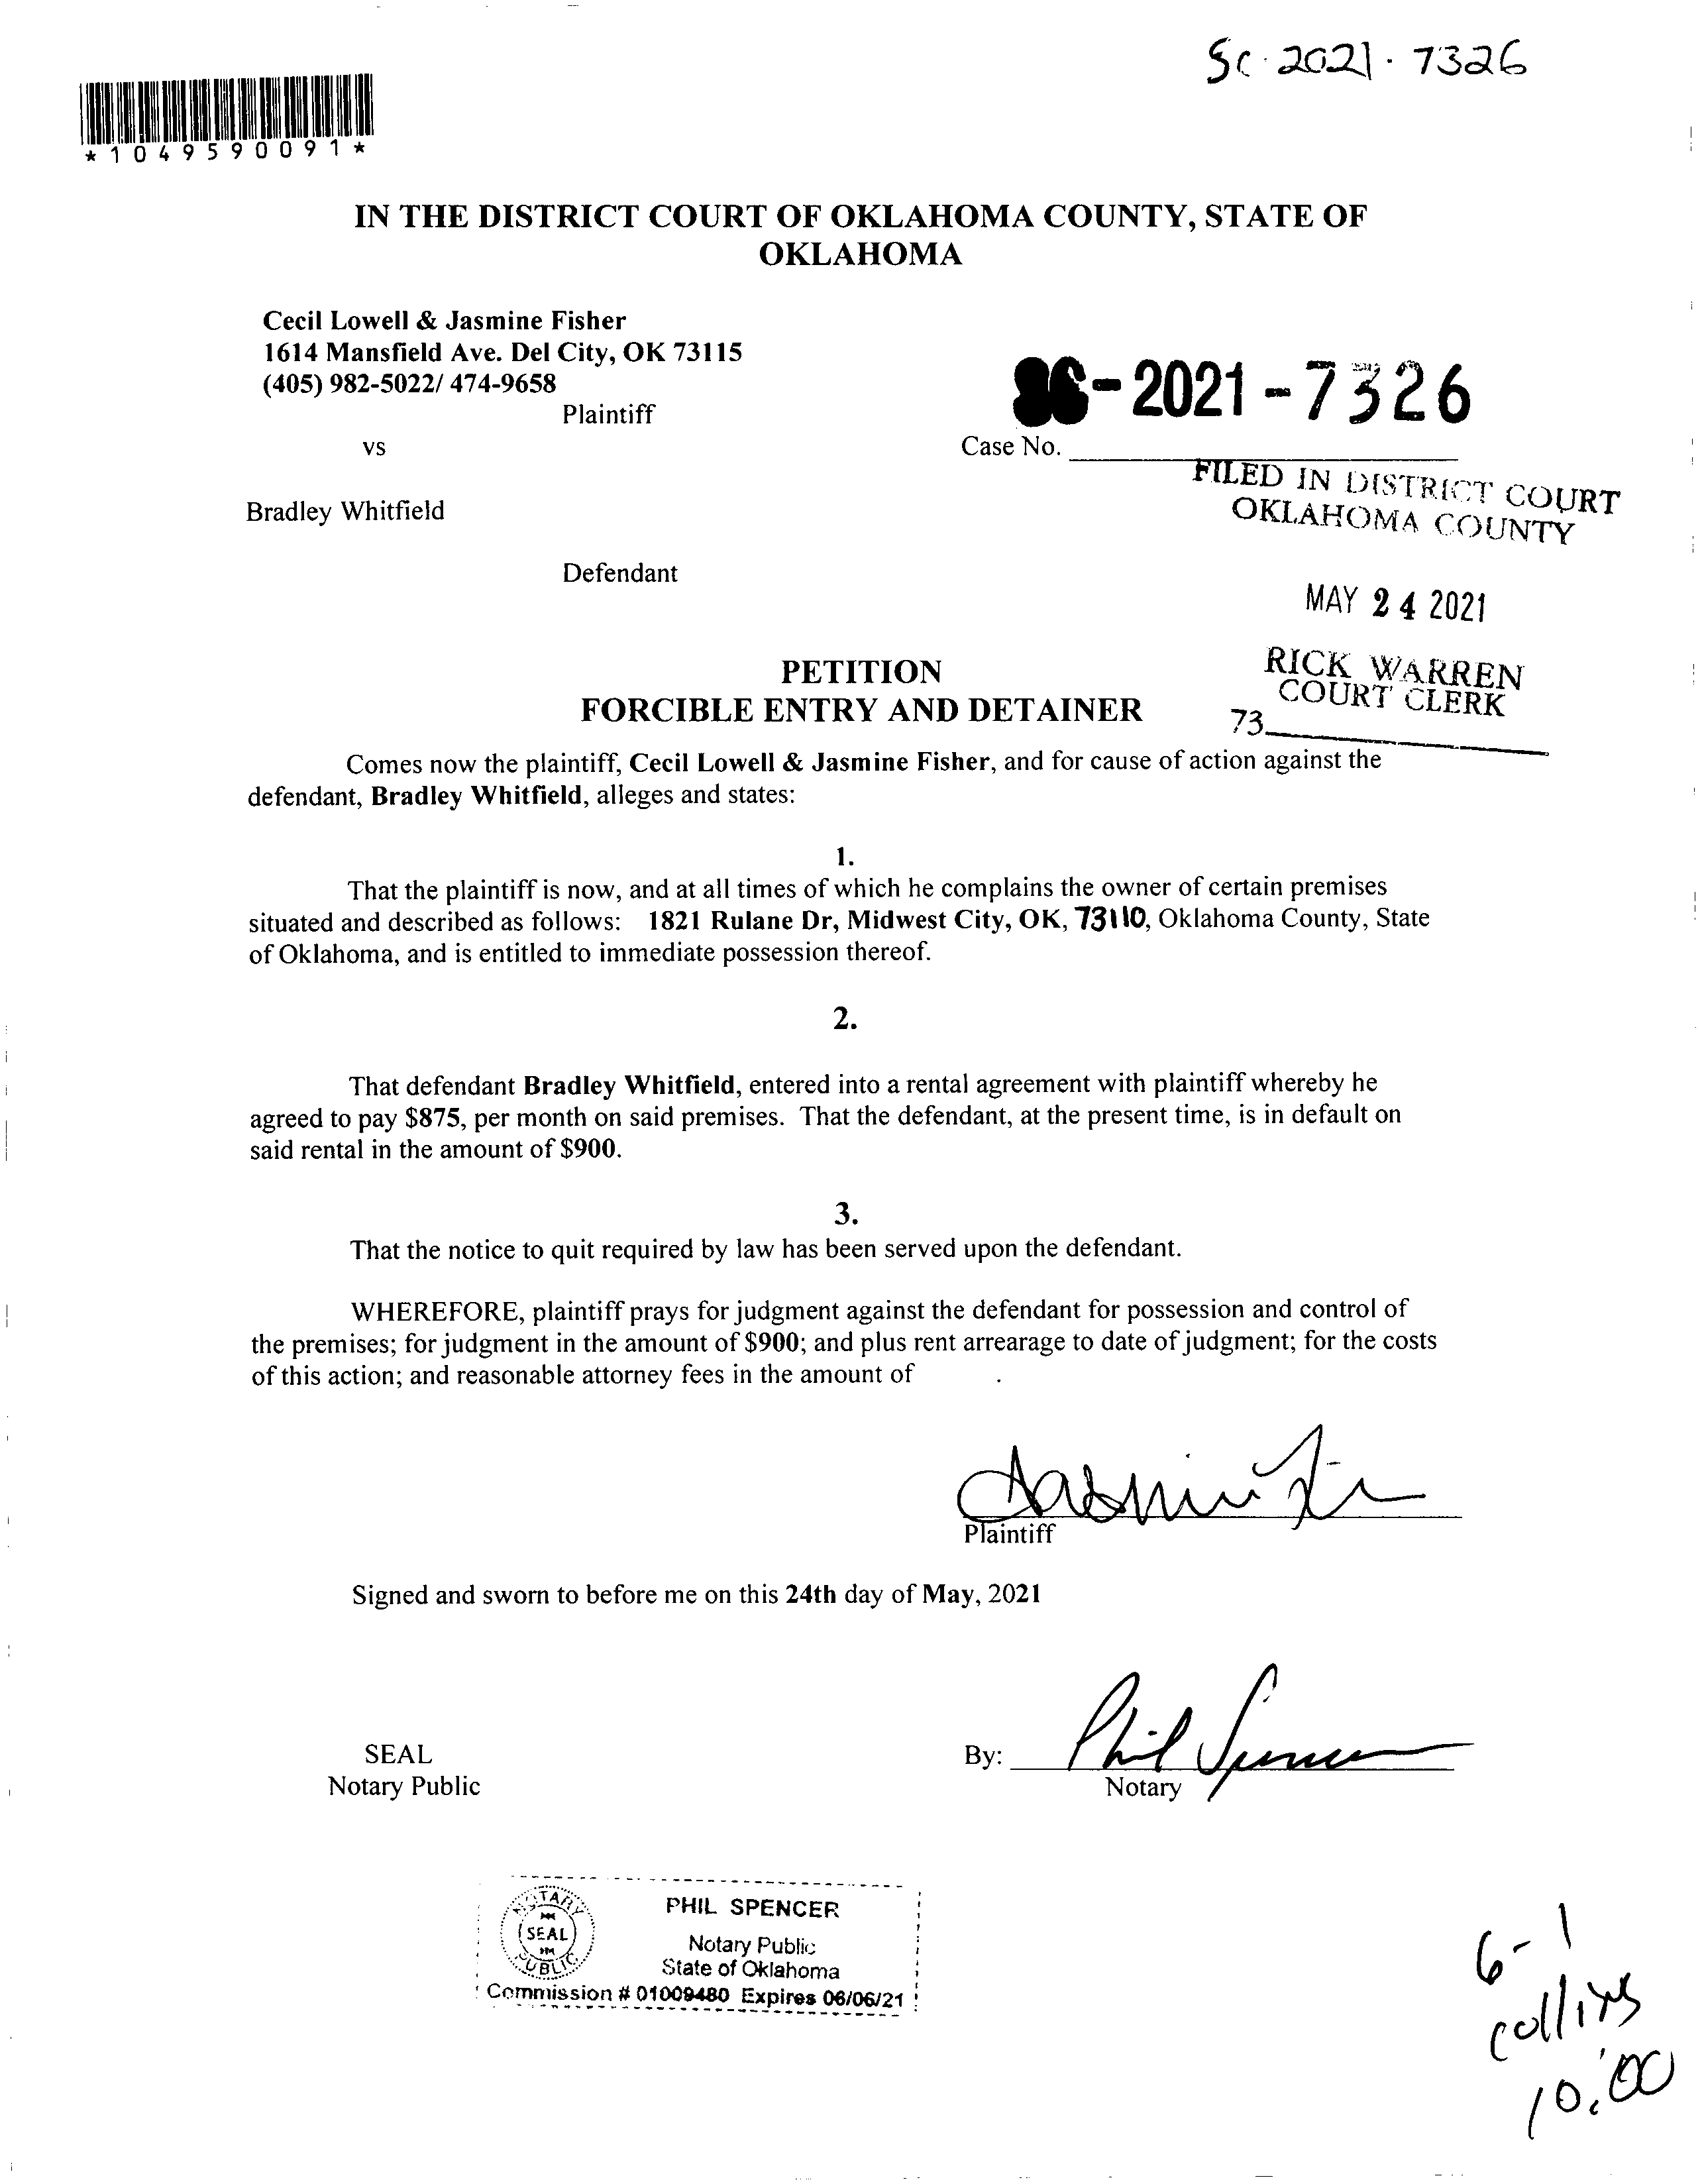 SC·2021·7326
*1049590091*
IN THE DISTRICT COURT OF OKLAHOMA COUNTY, STATE OF
OKLAHOMA
Cecil Lowell & Jasmine Fisher
1614 Mansfield Ave. Del City, OK 73115
(405) 982-5022/ 474-9658
Plaintiff
vs
SC-2021-7326
Case No.
FILED IN DISTRICT COURT
OKLAHOMA COUNTY
Bradley Whitfield
Defendant
MAY 24 2021
RICK WARREN
COURT CLERK
73
PETITION
FORCIBLE ENTRY AND DETAINER
Comes now the plaintiff, Cecil Lowell & Jasmine Fisher, and for cause of action against the
defendant, Bradley Whitfield, alleges and states:
1.
That the plaintiff is now, and at all times of which he complains the owner of certain premises
situated and described as follows: 1821 Rulane Dr, Midwest City, OK, 73110, Oklahoma County, State
of Oklahoma, and is entitled to immediate possession thereof.
2.
That defendant Bradley Whitfield, entered into a rental agreement with plaintiff whereby he
agreed to pay $875, per month on said premises. That the defendant, at the present time, is in default on
said rental in the amount of $900.
3.
That the notice to quit required by law has been served upon the defendant.
WHEREFORE, plaintiff prays for judgment against the defendant for possession and control of
the premises; for judgment in the amount of $900; and plus rent arrearage to date of judgment; for the costs
of this action; and reasonable attorney fees in the amount of .
Plaintiff
Signed and sworn to before me on this 24th day of May, 2021
SEAL
Notary Public
By: Phil Spencer
Notary
NOTARY
SEAL
PUBLIC
PHIL SPENCER
Notary Public
State of Oklahoma
Commission # 01009480 Expires 06/06/21
6-1
collins
10:00